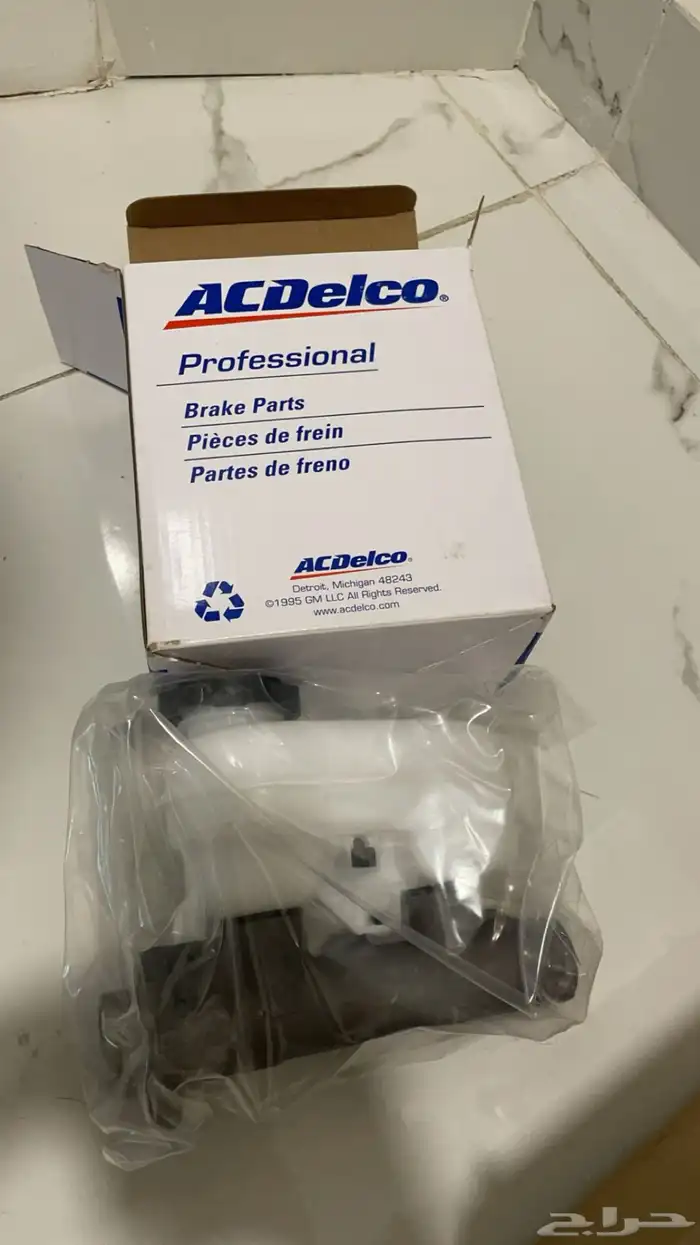 ACDelco®
Professional
Brake Parts
Pièces de frein
Partes de freno
ACDelco®
Detroit, Michigan 48243
©1995 GM LLC All Rights Reserved.
www.acdelco.com
حراج